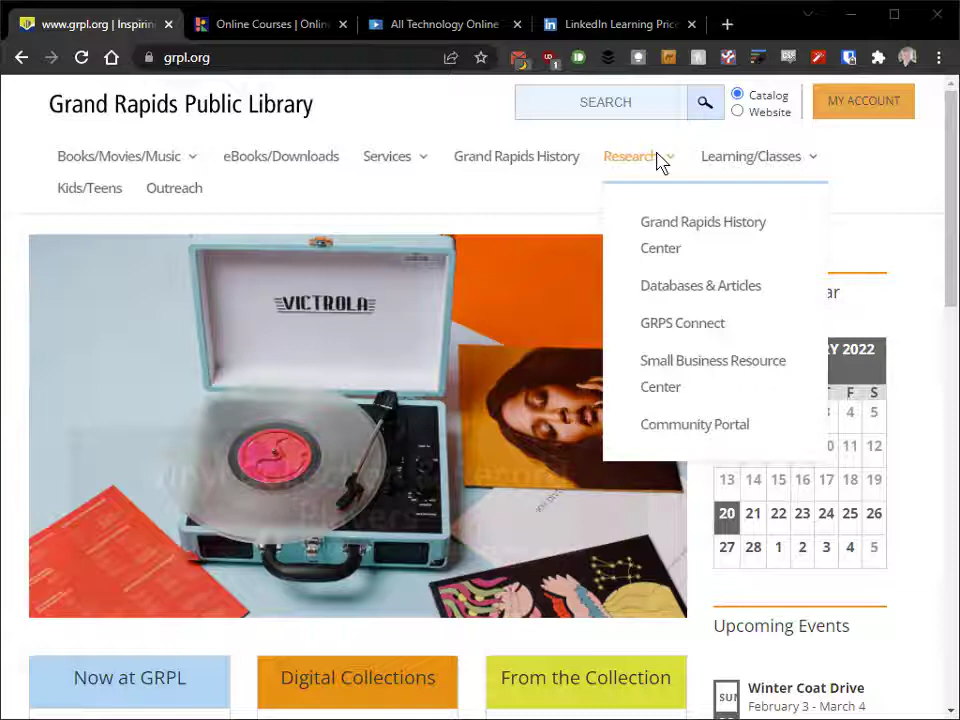 www.grpl.org | Inspirin
Online Courses | Onlin
All Technology Online
LinkedIn Learning Price
grpl.org
Grand Rapids Public Library
SEARCH
Catalog
Website
MY ACCOUNT
Books/Movies/Music
eBooks/Downloads
Services
Grand Rapids History
Research
Learning/Classes
Kids/Teens
Outreach
Grand Rapids History
Center
Databases & Articles
GRPS Connect
Small Business Resource
Center
Community Portal
VICTROLA
ar
Y 2022
T F S
3 4 5
10 11 12
13 14 15 16 17 18 19
20 21 22 23 24 25 26
27 28 1 2 3 4 5
Upcoming Events
Now at GRPL
Digital Collections
From the Collection
SUN
Winter Coat Drive
February 3 - March 4